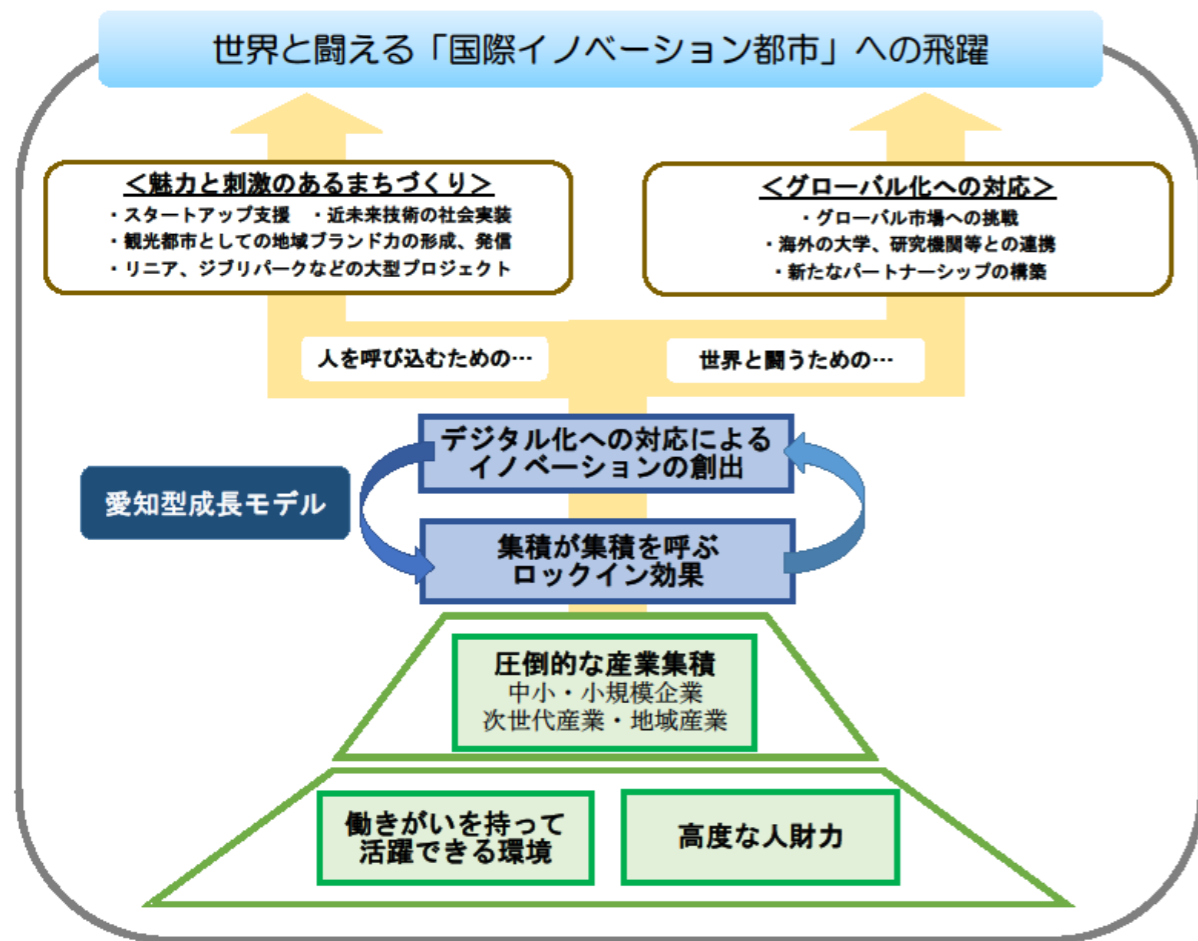 世界と闘える「国際イノベーション都市」への飛躍
＜魅力と刺激のあるまちづくり＞
・スタートアップ支援　・近未来技術の社会実装
・観光都市としての地域ブランド力の形成、発信
・リニア、ジブリパークなどの大型プロジェクト
＜グローバル化への対応＞
・グローバル市場への挑戦
・海外の大学、研究機関等との連携
・新たなパートナーシップの構築
人を呼び込むための…
世界と闘うための…
デジタル化への対応による
イノベーションの創出
愛知型成長モデル
集積が集積を呼ぶ
ロックイン効果
圧倒的な産業集積
中小・小規模企業
次世代産業・地域産業
働きがいを持って
活躍できる環境
高度な人財力